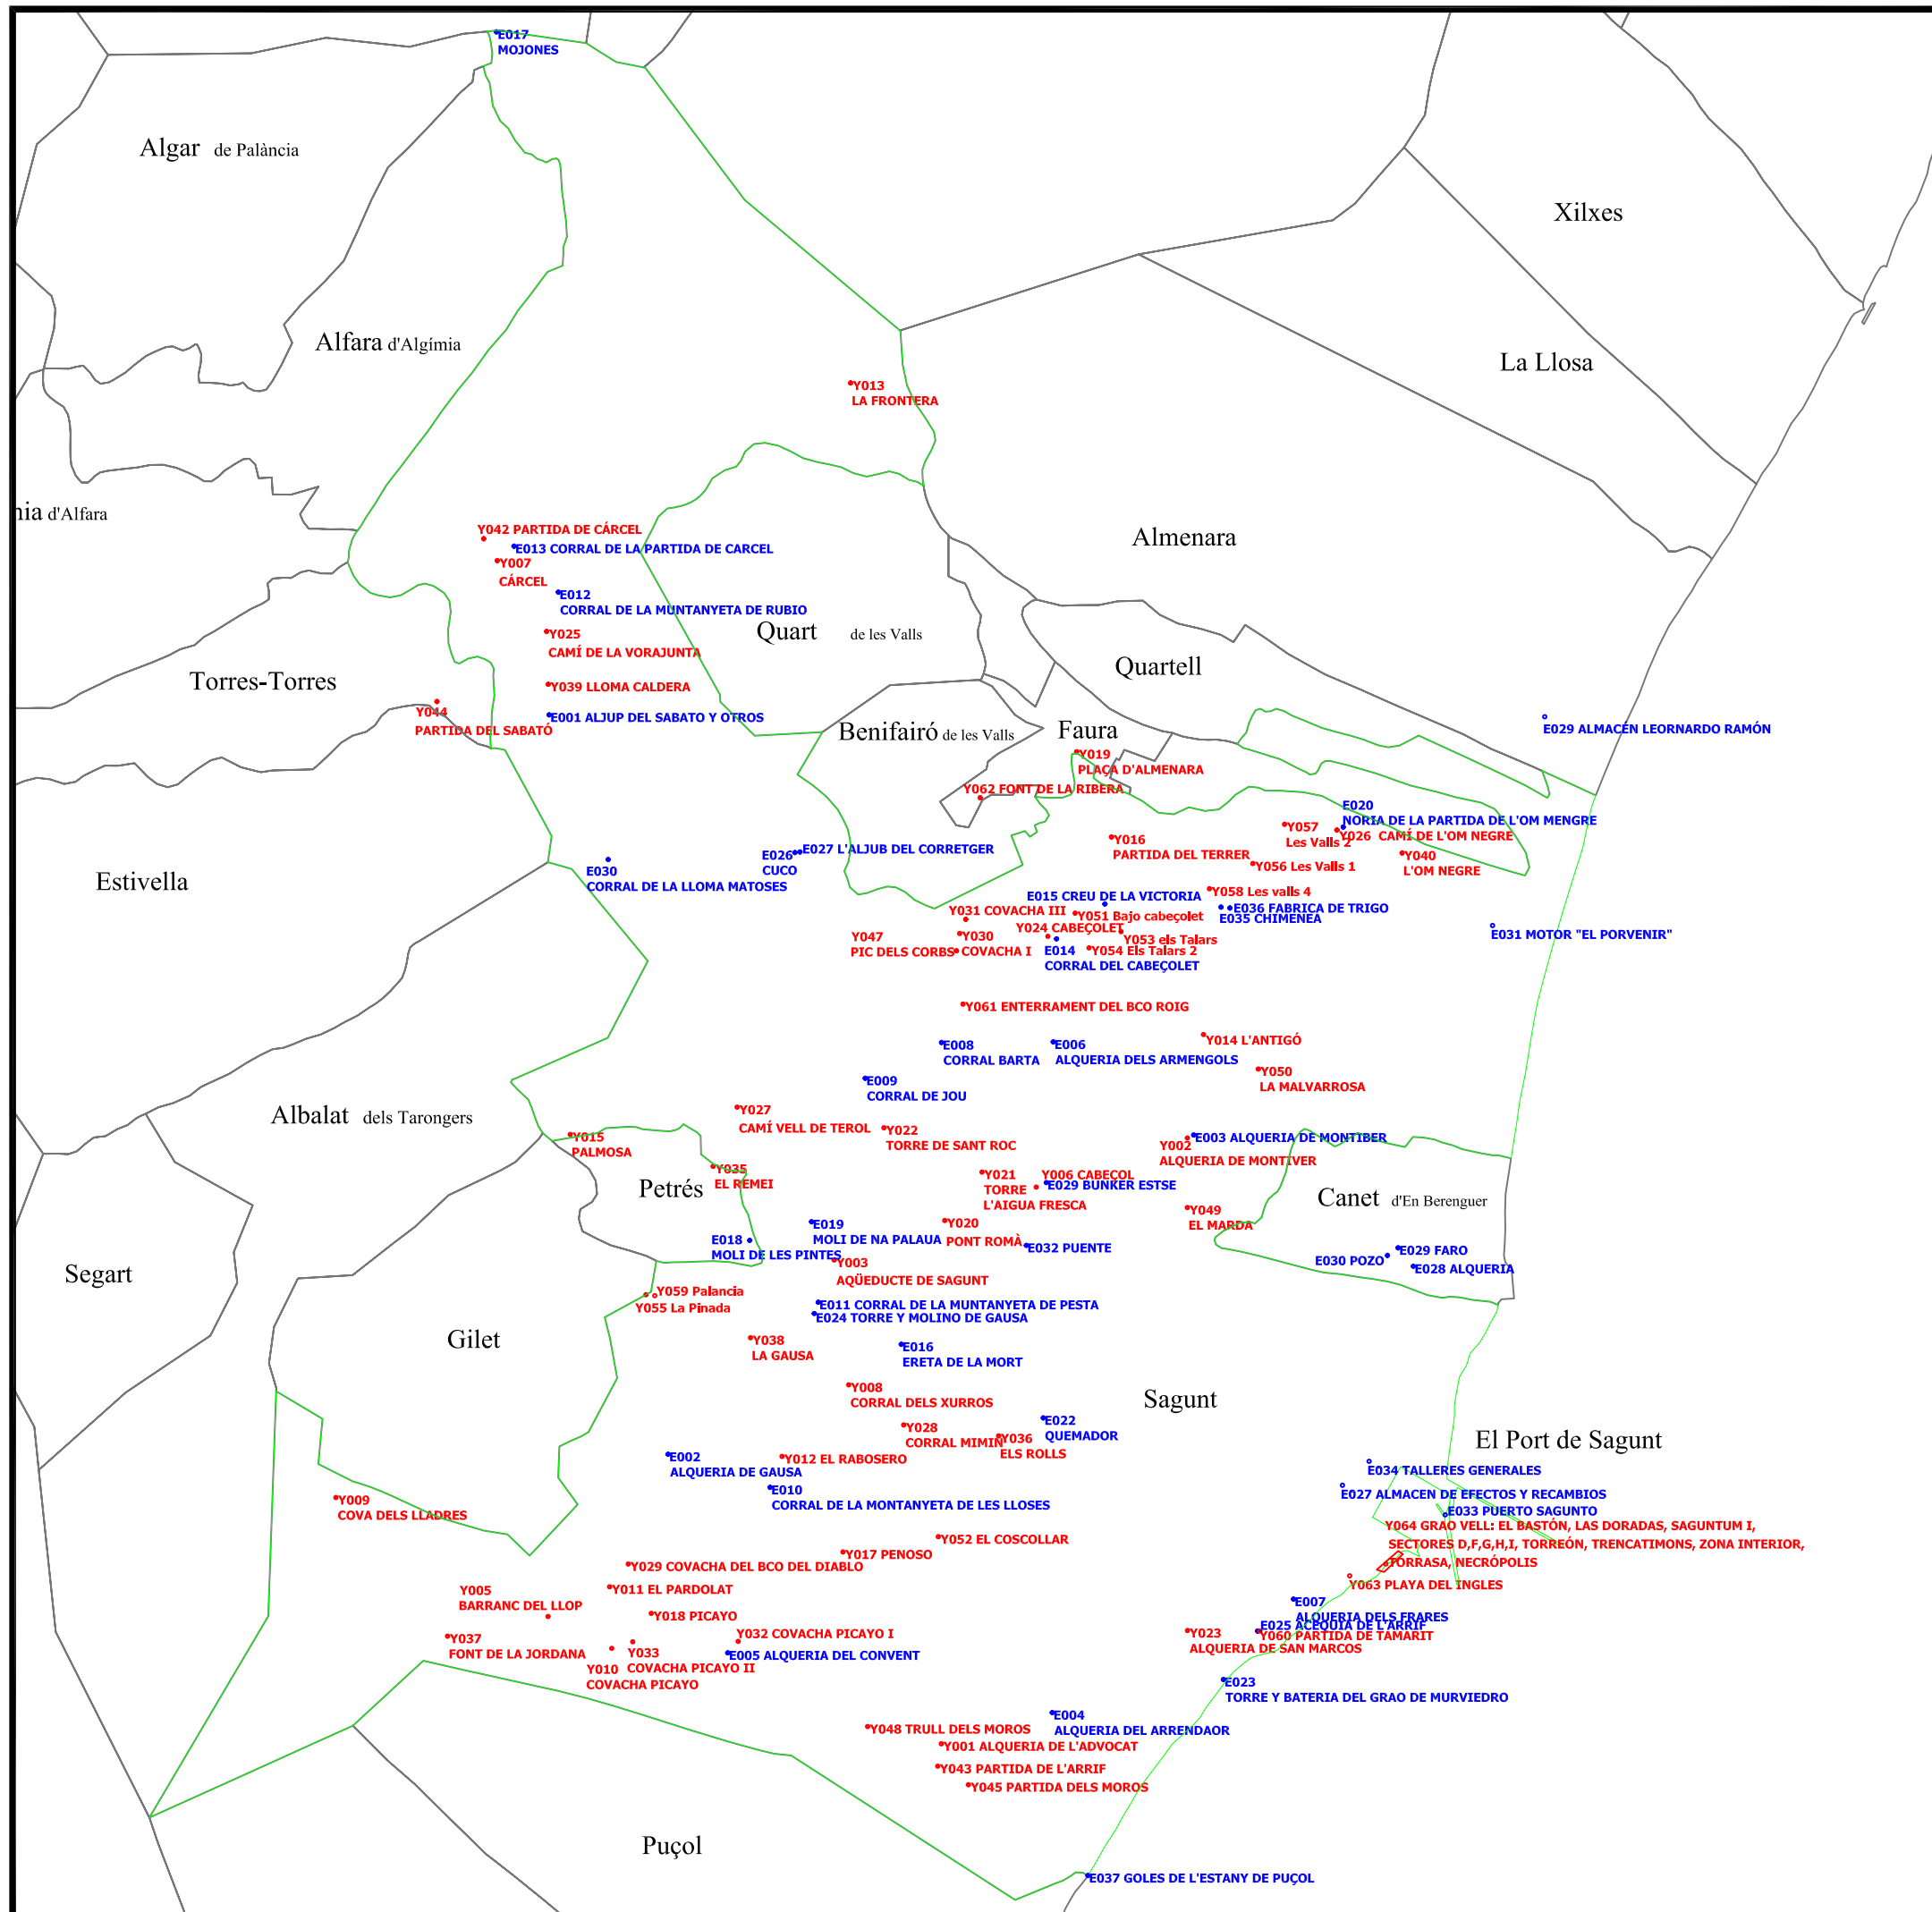 E017
MOJONES
Algar de Palància
Xilxes
Alfara d'Algímia
La Llosa
Y013
LA FRONTERA
nia d'Alfara
Y042 PARTIDA DE CÁRCEL
E013 CORRAL DE LA PARTIDA DE CARCEL
Almenara
Y007
CÁRCEL
E012
CORRAL DE LA MUNTANYETA DE RUBIO
Y025
CAMÍ DE LA VORAJUNTA
Quart de les Valls
Quartell
Torres-Torres
Y039 LLOMA CALDERA
Y044
PARTIDA DEL SABATÓ
E001 ALJUP DEL SABATO Y OTROS
Benifairó de les Valls
Faura
E029 ALMACÉN LEORNARDO RAMÓN
Y019
PLAÇA D'ALMENARA
Y062 FONT DE LA RIBERA
E020
NORIA DE LA PARTIDA DE L'OM MENGRE
Y057
Les Valls 2
Y026 CAMÍ DE L'OM NEGRE
Y016
PARTIDA DEL TERRER
E026
CUCO
E027 L'ALJUB DEL CORRETGER
Y056 Les Valls 1
Y040
L'OM NEGRE
E030
CORRAL DE LA LLOMA MATOSES
Estivella
E015 CREU DE LA VICTORIA
Y058 Les valls 4
E036 FABRICA DE TRIGO
E035 CHIMENEA
Y031 COVACHA III
Y051 Bajo cabeçolet
Y024 CABEÇOLET
Y047
PIC DELS CORBS
Y030
COVACHA I
Y053 els Talars
E031 MOTOR "EL PORVENIR"
E014
CORRAL DEL CABEÇOLET
Y054 Els Talars 2
Y061 ENTERRAMENT DEL BCO ROIG
Y014 L'ANTIGÓ
E008
CORRAL BARTA
E006
ALQUERIA DELS ARMENGOLS
Y050
LA MALVARROSA
E009
CORRAL DE JOU
Albalat dels Tarongers
Y027
CAMÍ VELL DE TEROL
Y022
TORRE DE SANT ROC
Y015
PALMOSA
E003 ALQUERIA DE MONTIBER
Y002
ALQUERIA DE MONTIVER
Y035
EL REMEI
Petrés
Y021
TORRE
L'AIGUA FRESCA
Y006 CABEÇOL
E029 BUNKER ESTSE
Canet d'En Berenguer
Y049
EL MARDA
E019
MOLI DE NA PALAUA
Y020
PONT ROMÀ
E018
MOLI DE LES PINTES
E032 PUENTE
E029 FARO
E030 POZO
E028 ALQUERIA
Segart
Y003
AQÜEDUCTE DE SAGUNT
Y059 Palancia
Y055 La Pinada
E011 CORRAL DE LA MUNTANYETA DE PESTA
E024 TORRE Y MOLINO DE GAUSA
Gilet
Y038
LA GAUSA
E016
ERETA DE LA MORT
Y008
CORRAL DELS XURROS
Sagunt
E022
QUEMADOR
Y028
CORRAL MIMIN
Y036
ELS ROLLS
El Port de Sagunt
E002
ALQUERIA DE GAUSA
Y012 EL RABOSERO
E034 TALLERES GENERALES
E010
CORRAL DE LA MONTANYETA DE LES LLOSES
E027 ALMACEN DE EFECTOS Y RECAMBIOS
Y009
COVA DELS LLADRES
E033 PUERTO SAGUNTO
Y064 GRAO VELL: EL BASTÓN, LAS DORADAS, SAGUNTUM I,
SECTORES D,F,G,H,I, TORREÓN, TRENCATIMONS, ZONA INTERIOR,
TORRASA, NECRÓPOLIS
Y052 EL COSCOLLAR
Y017 PENOSO
Y029 COVACHA DEL BCO DEL DIABLO
Y063 PLAYA DEL INGLES
Y011 EL PARDOLAT
Y005
BARRANC DEL LLOP
E007
ALQUERIA DELS FRARES
Y018 PICAYO
E025 ACEQUIA DE L'ARRIF
Y060 PARTIDA DE TAMARIT
Y023
ALQUERIA DE SAN MARCOS
Y037
FONT DE LA JORDANA
Y032 COVACHA PICAYO I
E005 ALQUERIA DEL CONVENT
Y033
COVACHA PICAYO II
Y010
COVACHA PICAYO
E023
TORRE Y BATERIA DEL GRAO DE MURVIEDRO
E004
ALQUERIA DEL ARRENDAOR
Y048 TRULL DELS MOROS
Y001 ALQUERIA DE L'ADVOCAT
Y043 PARTIDA DE L'ARRIF
Y045 PARTIDA DELS MOROS
Puçol
E037 GOLES DE L'ESTANY DE PUÇOL